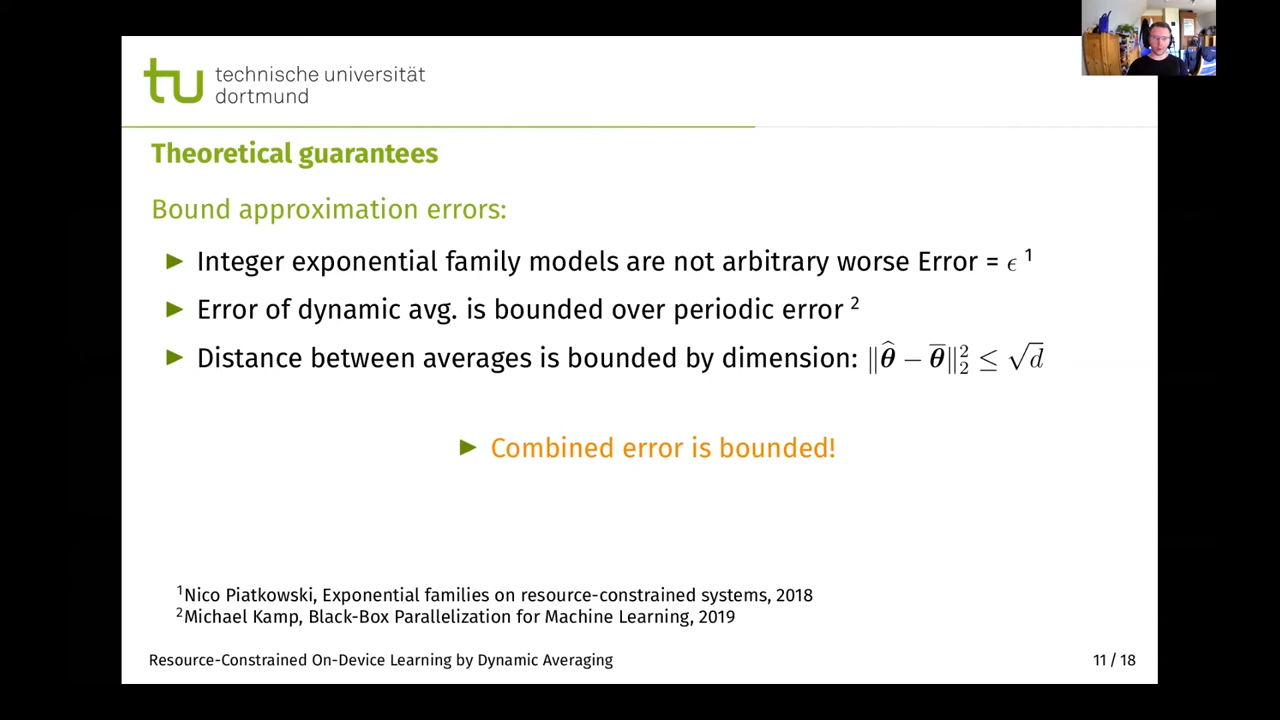 technische universität
dortmund
Theoretical guarantees
Bound approximation errors:
▶ Integer exponential family models are not arbitrary worse Error = ϵ ¹
▶ Error of dynamic avg. is bounded over periodic error ²
▶ Distance between averages is bounded by dimension: ‖θ̂ − θ̅‖₂² ≤ √d
▶ Combined error is bounded!
¹Nico Piatkowski, Exponential families on resource-constrained systems, 2018
²Michael Kamp, Black-Box Parallelization for Machine Learning, 2019
Resource-Constrained On-Device Learning by Dynamic Averaging
11 / 18